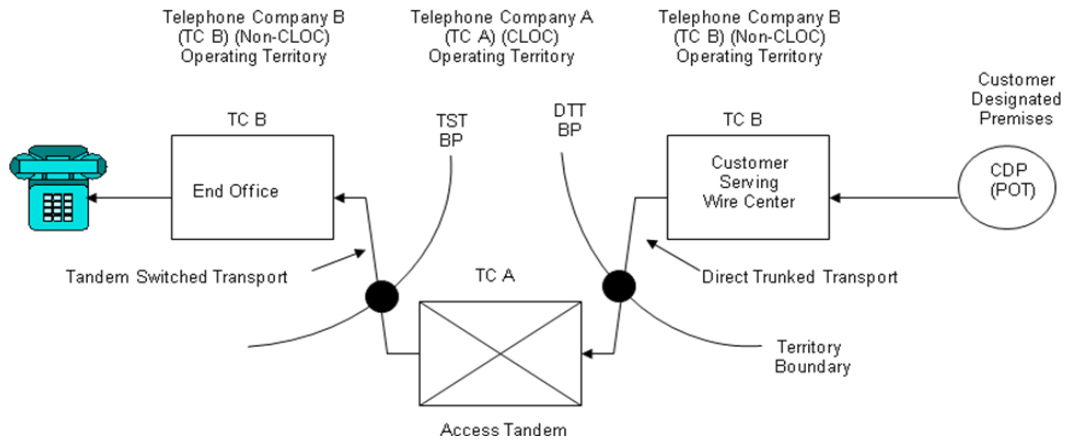 Telephone Company B
(TC B) (Non-CLOC)
Operating Territory
Telephone Company A
(TC A) (CLOC)
Operating Territory
Telephone Company B
(TC B) (Non-CLOC)
Operating Territory
Customer
Designated
Premises
TC B
TST
BP
DTT
BP
TC B
End Office
Customer
Serving
Wire Center
CDP
(POT)
Tandem Switched Transport
TC A
Direct Trunked Transport
Territory
Boundary
Access Tandem